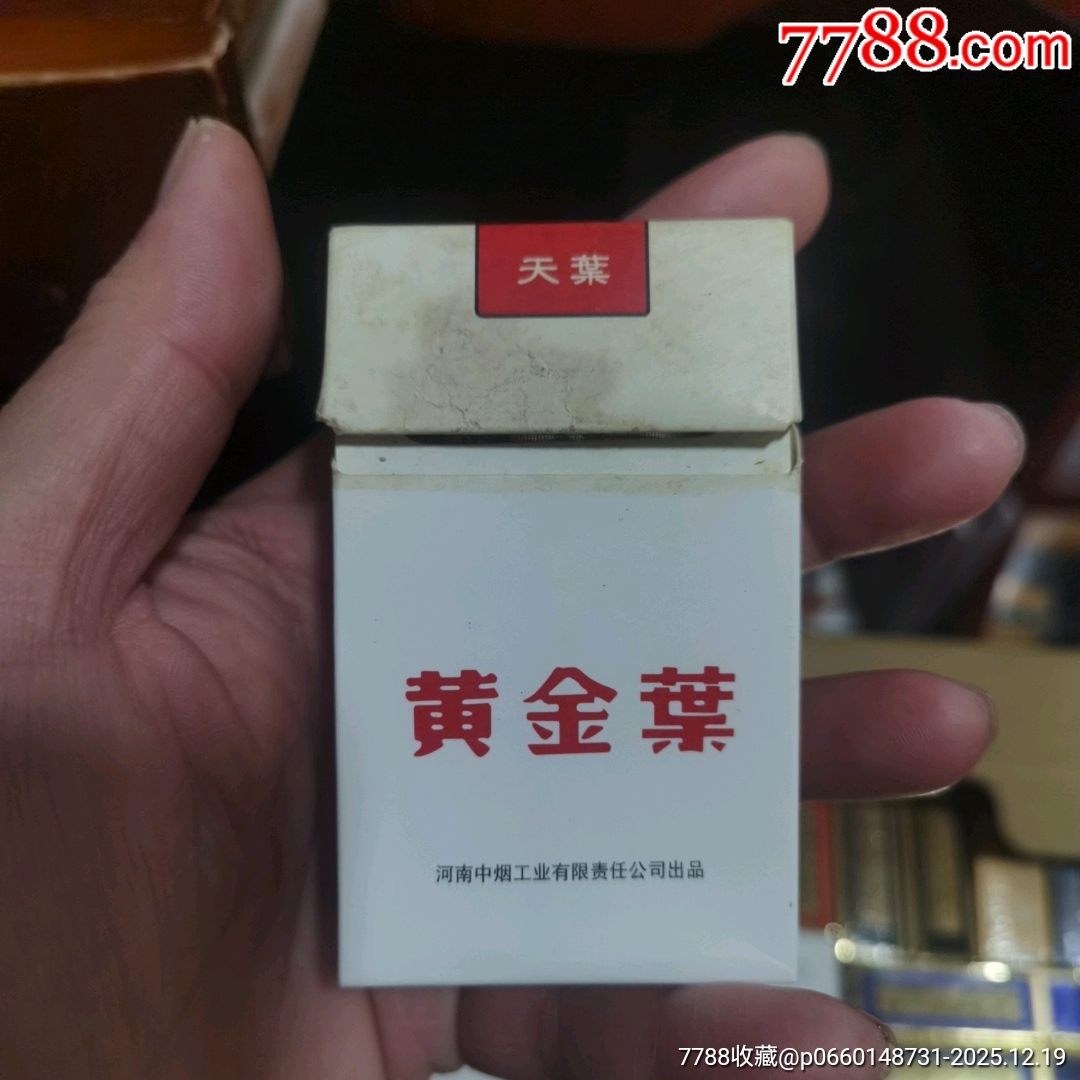 7788.com
天葉
黄金葉
河南中烟工业有限责任公司出品
7788收藏@p0660148731-2025.12.19